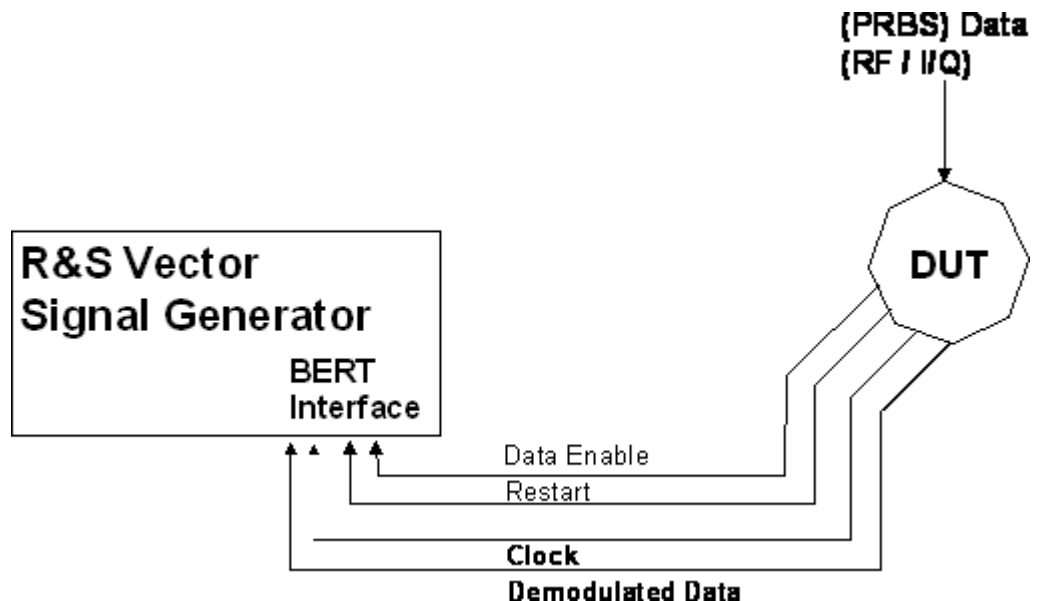 (PRBS) Data
(RF / I/Q)
DUT
R&S Vector
Signal Generator
BERT
Interface
Data Enable
Restart
Clock
Demodulated Data